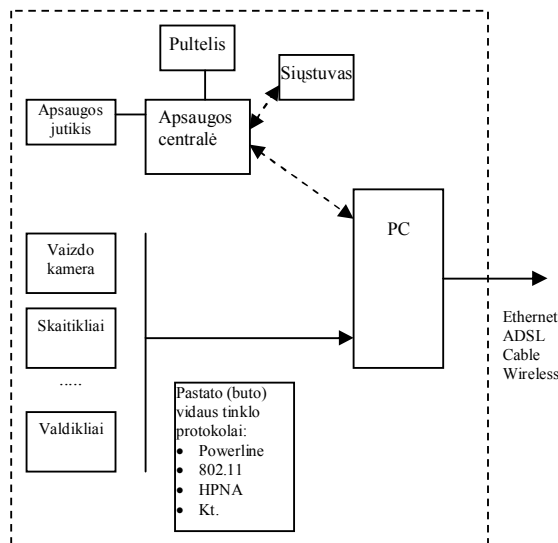 Pultelis
Siųstuvas
Apsaugos
jutikis
Apsaugos
centralė
PC
Vaizdo
kamera
Skaitikliai
.....
Valdikliai
Ethernet
ADSL
Cable
Wireless
Pastato (buto)
vidaus tinklo
protokolai:
• Powerline
• 802.11
• HPNA
• Kt.